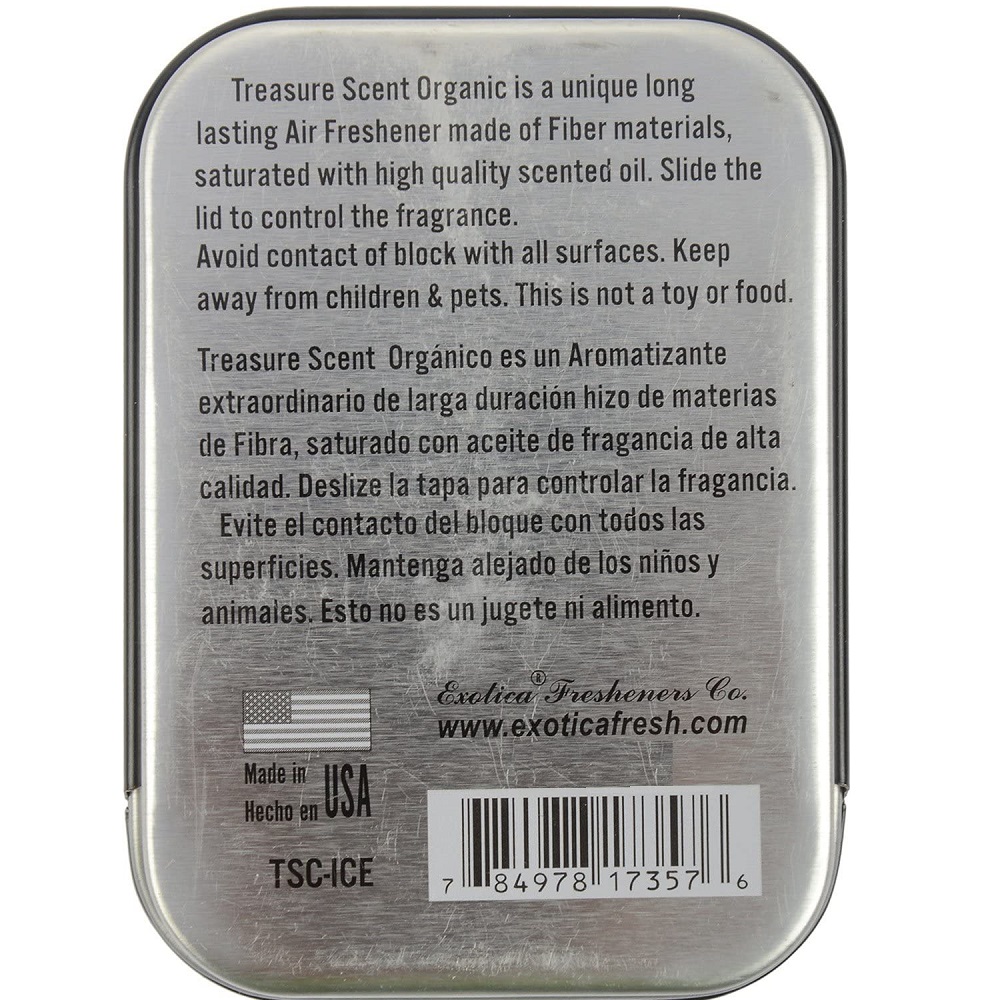 Treasure Scent Organic is a unique long
lasting Air Freshener made of Fiber materials,
saturated with high quality scented oil. Slide the
lid to control the fragrance.
Avoid contact of block with all surfaces. Keep
away from children & pets. This is not a toy or food.
Treasure Scent Orgánico es un Aromatizante
extraordinario de larga duración hizo de materias
de Fibra, saturado con aceite de fragancia de alta
calidad. Deslize la tapa para controlar la fragancia.
Evite el contacto del bloque con todos las
superficies. Mantenga alejado de los niños y
animales. Esto no es un jugete ni alimento.
Exotica® Fresheners Co.
www.exoticafresh.com
Made in
Hecho en USA
TSC-ICE
7 84978 17357 6